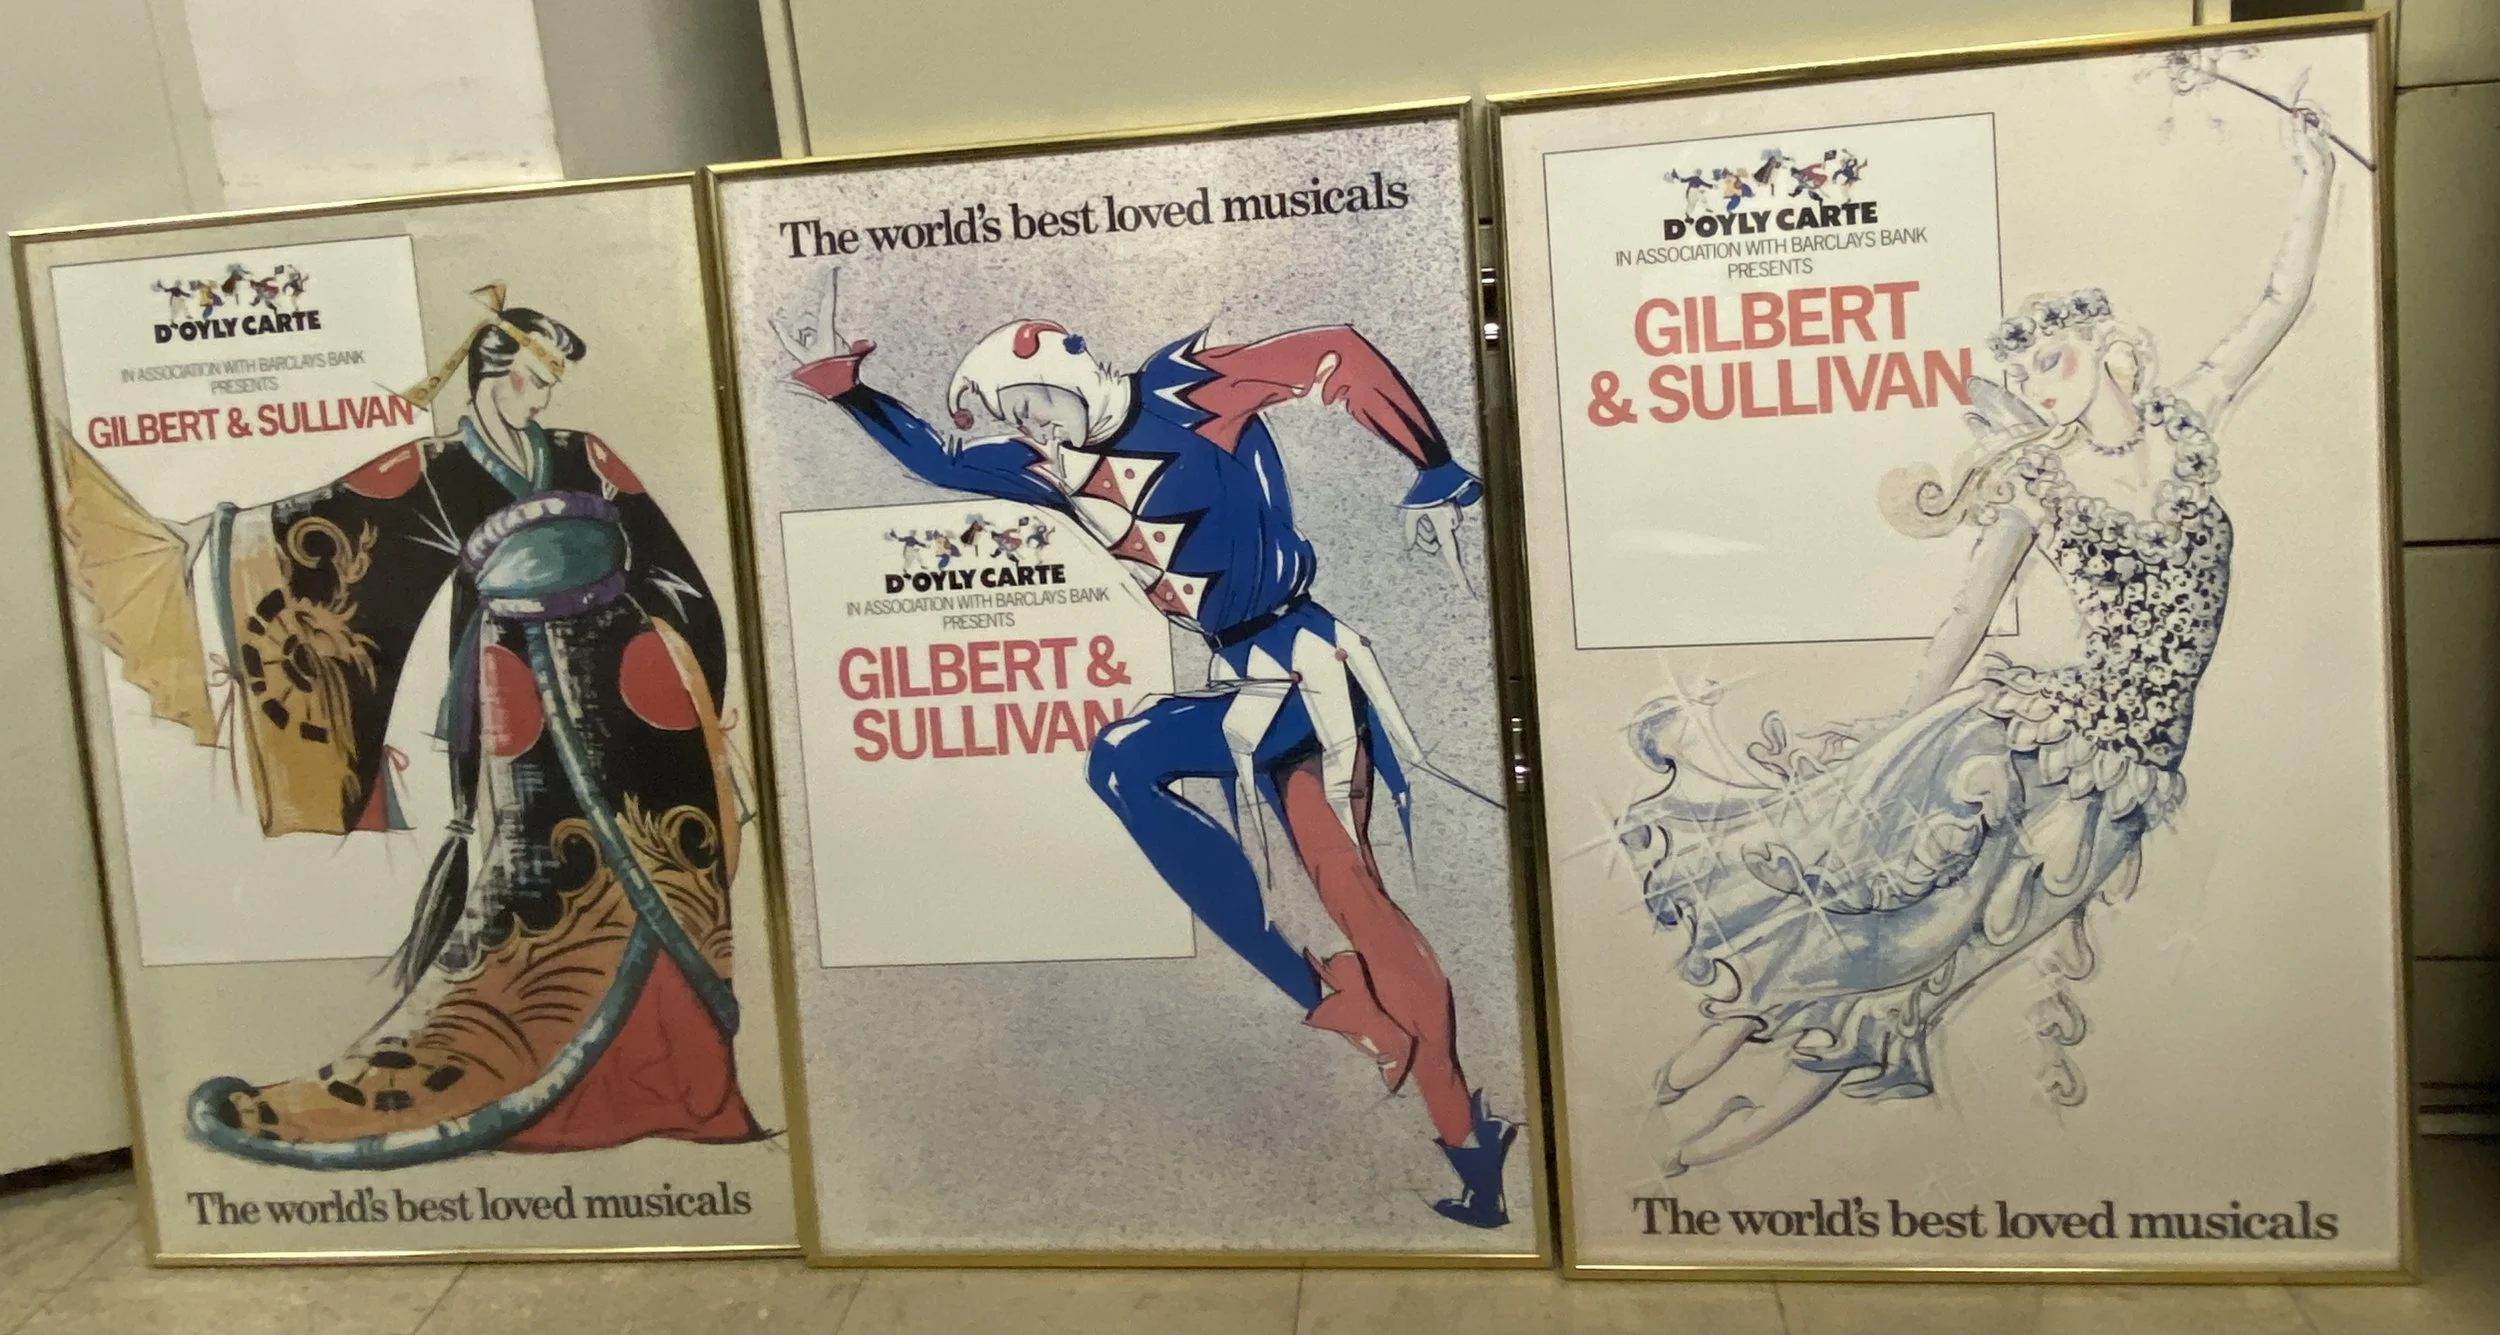 D'OYLY CARTE
IN ASSOCIATION WITH BARCLAYS BANK
PRESENTS
GILBERT & SULLIVAN
The world's best loved musicals
The world's best loved musicals
D'OYLY CARTE
IN ASSOCIATION WITH BARCLAYS BANK
PRESENTS
GILBERT &
SULLIVAN
D'OYLY CARTE
IN ASSOCIATION WITH BARCLAYS BANK
PRESENTS
GILBERT
& SULLIVAN
The world's best loved musicals